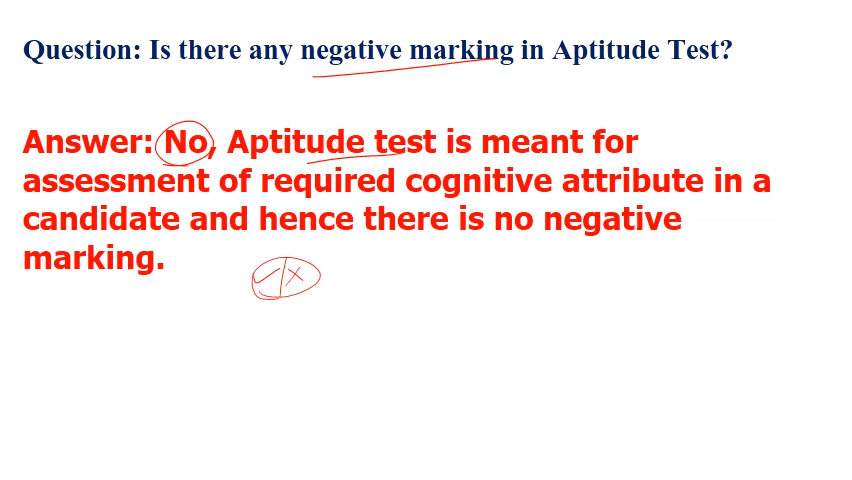 Question: Is there any negative marking in Aptitude Test?
Answer: No, Aptitude test is meant for
assessment of required cognitive attribute in a
candidate and hence there is no negative
marking.